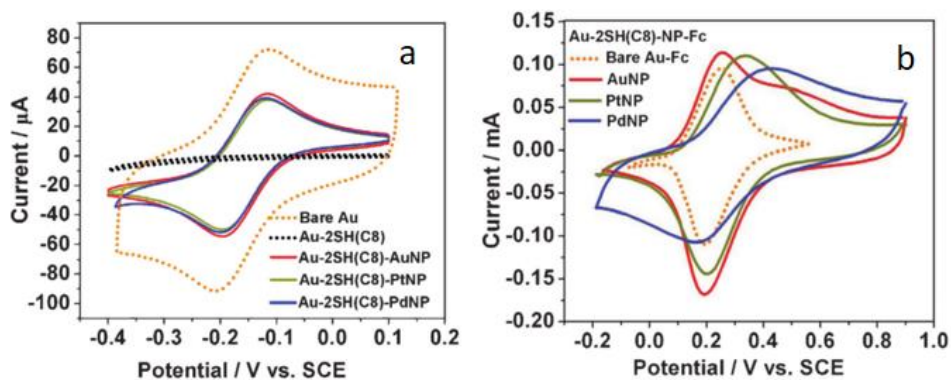 a
80
60
40
20
0
-20
-40
-60
-80
-100
Current / μA
Bare Au
Au-2SH(C8)
Au-2SH(C8)-AuNP
Au-2SH(C8)-PtNP
Au-2SH(C8)-PdNP
-0.4 -0.3 -0.2 -0.1 0.0 0.1 0.2
Potential / V vs. SCE
b
0.15
0.10
0.05
0.00
-0.05
-0.10
-0.15
-0.20
Current / mA
Au-2SH(C8)-NP-Fc
Bare Au-Fc
AuNP
PtNP
PdNP
-0.2 0.0 0.2 0.4 0.6 0.8 1.0
Potential / V vs. SCE